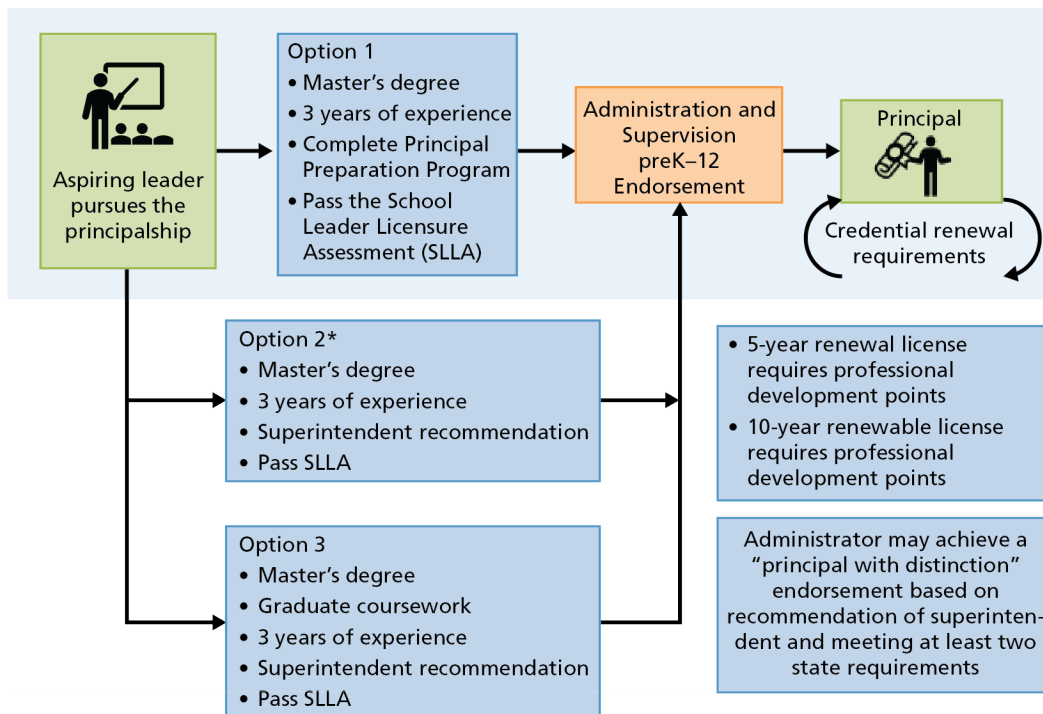 Aspiring leader
pursues the
principalship
Option 1
• Master's degree
• 3 years of experience
• Complete Principal
Preparation Program
• Pass the School
Leader Licensure
Assessment (SLLA)
Administration and
Supervision
preK–12
Endorsement
Principal
Credential renewal
requirements
Option 2*
• Master's degree
• 3 years of experience
• Superintendent recommendation
• Pass SLLA
Option 3
• Master's degree
• Graduate coursework
• 3 years of experience
• Superintendent recommendation
• Pass SLLA
• 5-year renewal license
requires professional
development points
• 10-year renewable license
requires professional
development points
Administrator may achieve a
“principal with distinction”
endorsement based on
recommendation of superinten-
dent and meeting at least two
state requirements